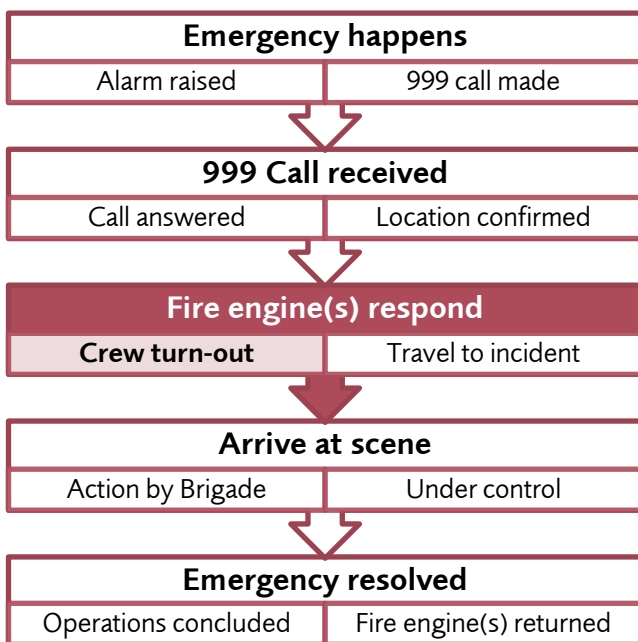 Emergency happens
Alarm raised 999 call made
999 Call received
Call answered Location confirmed
Fire engine(s) respond
Crew turn-out Travel to incident
Arrive at scene
Action by Brigade Under control
Emergency resolved
Operations concluded Fire engine(s) returned